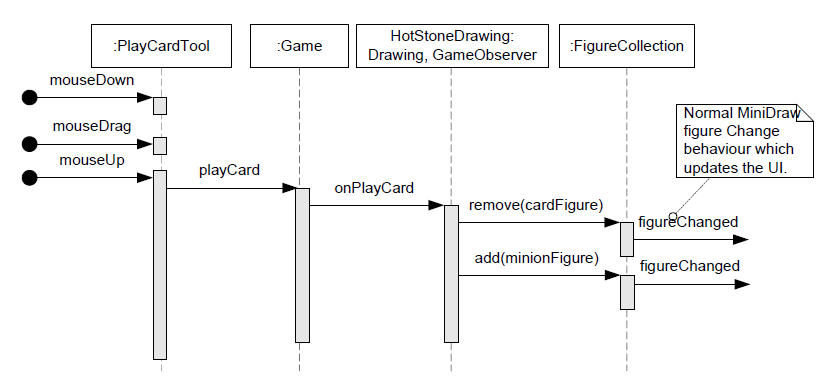 :PlayCardTool
:Game
HotStoneDrawing:
Drawing, GameObserver
:FigureCollection
mouseDown
mouseDrag
mouseUp
playCard
onPlayCard
remove(cardFigure)
figureChanged
add(minionFigure)
figureChanged
Normal MiniDraw
figure Change
behaviour which
updates the UI.